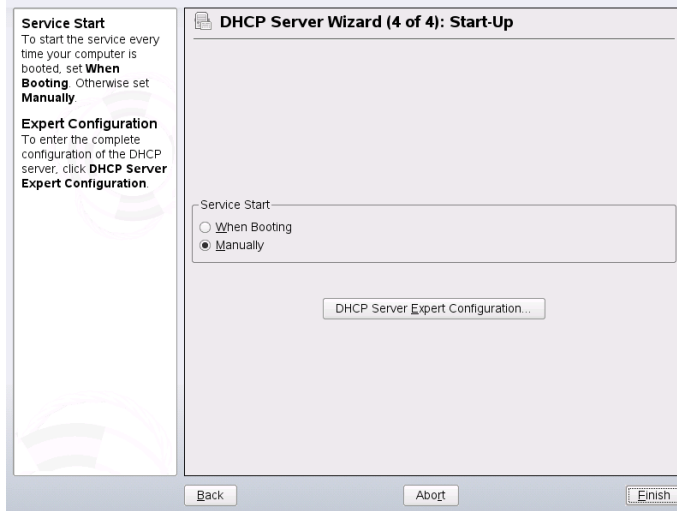 Service Start
To start the service every
time your computer is
booted, set When
Booting. Otherwise set
Manually.
Expert Configuration
To enter the complete
configuration of the DHCP
server, click DHCP Server
Expert Configuration.
DHCP Server Wizard (4 of 4): Start-Up
Service Start
When Booting
Manually
DHCP Server Expert Configuration...
Back
Abort
Finish